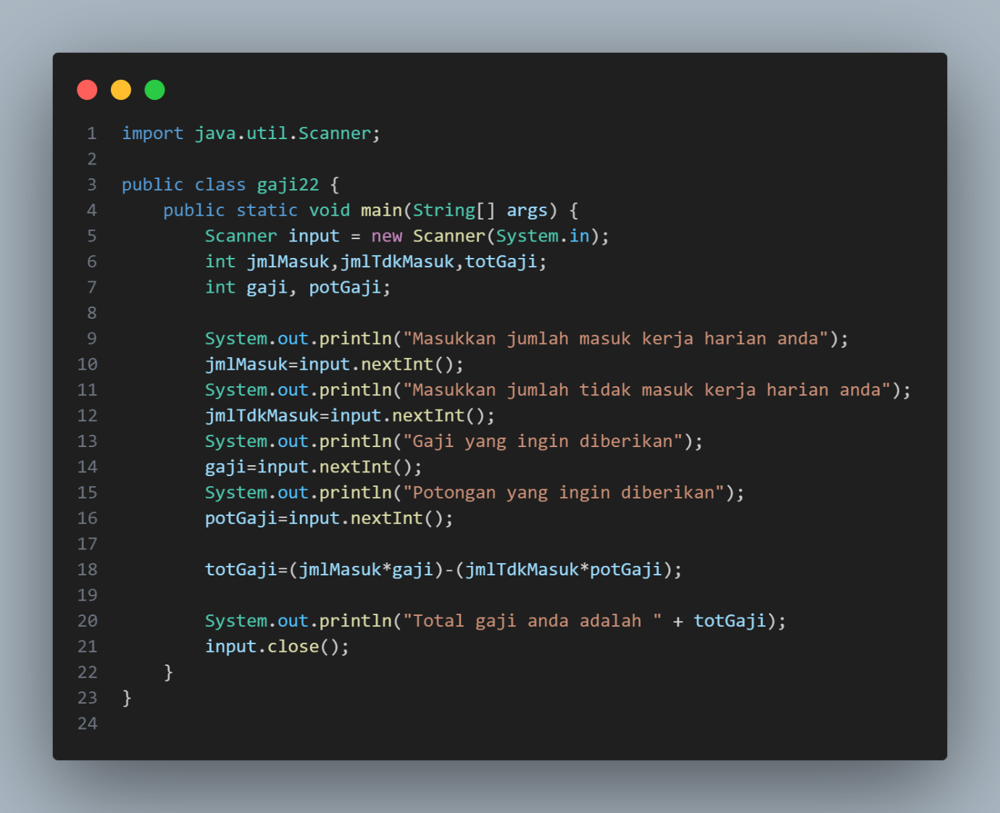 1 import java.util.Scanner;
2
3 public class gaji22 {
4     public static void main(String[] args) {
5         Scanner input = new Scanner(System.in);
6         int jmlMasuk,jmlTdkMasuk,totGaji;
7         int gaji, potGaji;
8
9         System.out.println("Masukkan jumlah masuk kerja harian anda");
10         jmlMasuk=input.nextInt();
11         System.out.println("Masukkan jumlah tidak masuk kerja harian anda");
12         jmlTdkMasuk=input.nextInt();
13         System.out.println("Gaji yang ingin diberikan");
14         gaji=input.nextInt();
15         System.out.println("Potongan yang ingin diberikan");
16         potGaji=input.nextInt();
17
18         totGaji=(jmlMasuk*gaji)-(jmlTdkMasuk*potGaji);
19
20         System.out.println("Total gaji anda adalah " + totGaji);
21         input.close();
22     }
23 }
24